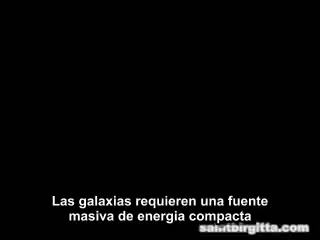 Las galaxias requieren una fuente
masiva de energia compacta
saintbirgitta.com